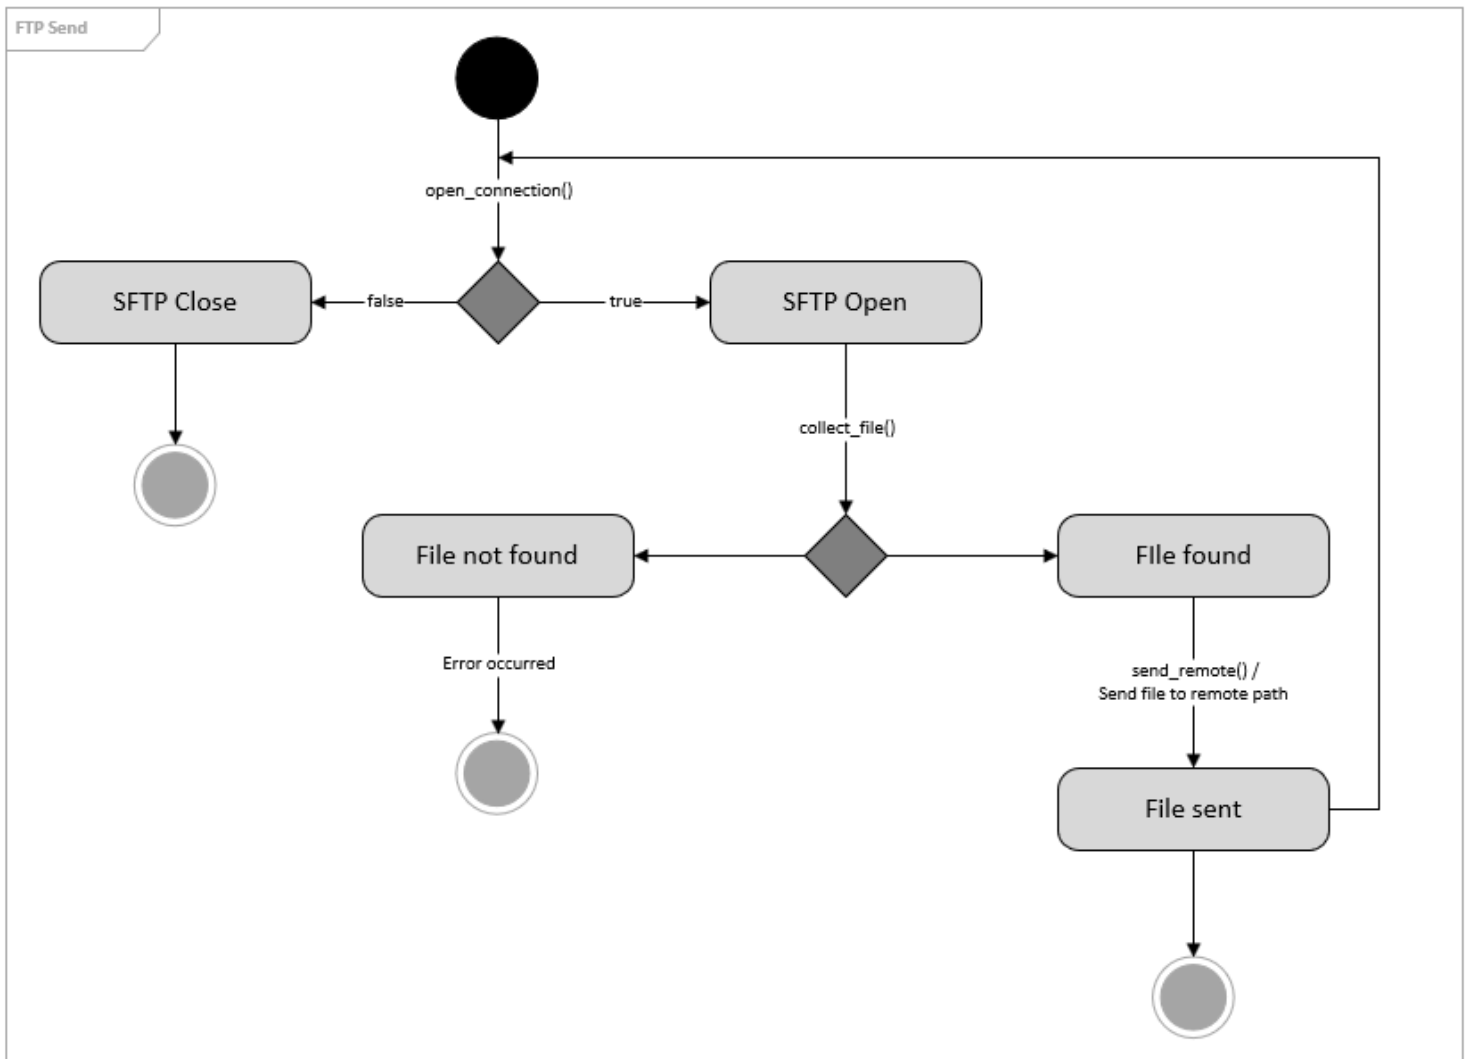 FTP Send
open_connection()
SFTP Close
false
true
SFTP Open
collect_file()
File not found
FIle found
Error occurred
send_remote() /
Send file to remote path
File sent